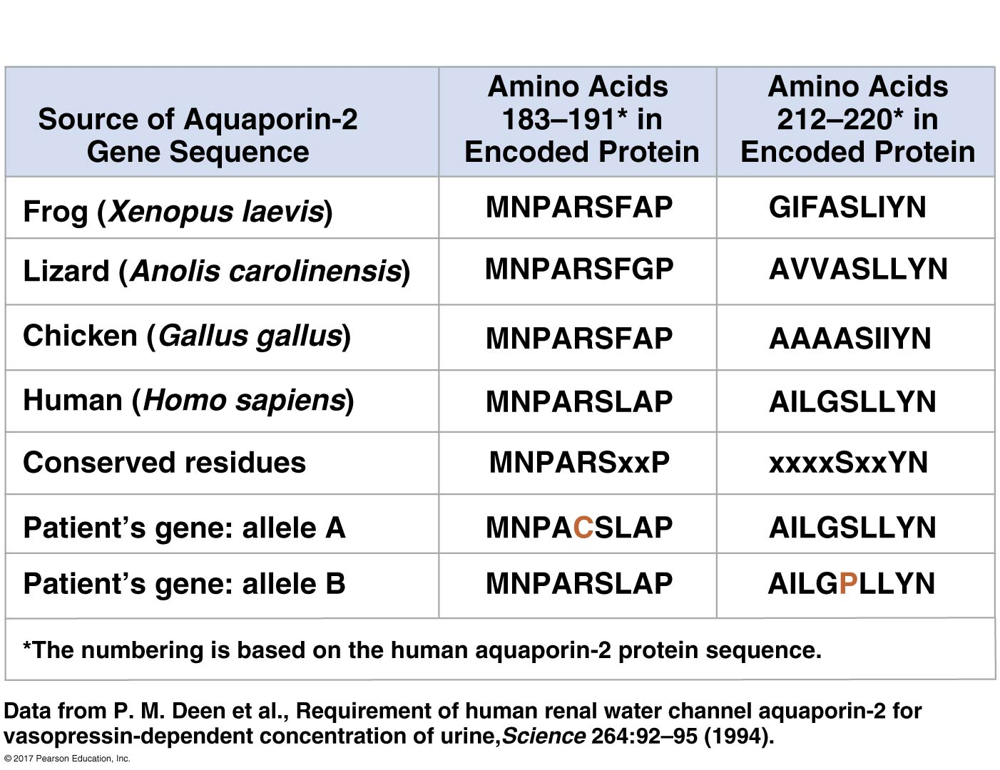 Source of Aquaporin-2
Gene Sequence
Amino Acids
183–191* in
Encoded Protein
Amino Acids
212–220* in
Encoded Protein
Frog (Xenopus laevis)
MNPARSFAP
GIFASLIYN
Lizard (Anolis carolinensis)
MNPARSFGP
AVVASLLYN
Chicken (Gallus gallus)
MNPARSFAP
AAAASIIYN
Human (Homo sapiens)
MNPARSLAP
AILGSLLYN
Conserved residues
MNPARSxxP
xxxxSxxYN
Patient’s gene: allele A
MNPACSLAP
AILGSLLYN
Patient’s gene: allele B
MNPARSLAP
AILGPLLYN
*The numbering is based on the human aquaporin-2 protein sequence.
Data from P. M. Deen et al., Requirement of human renal water channel aquaporin-2 for
vasopressin-dependent concentration of urine,Science 264:92–95 (1994).
© 2017 Pearson Education, Inc.